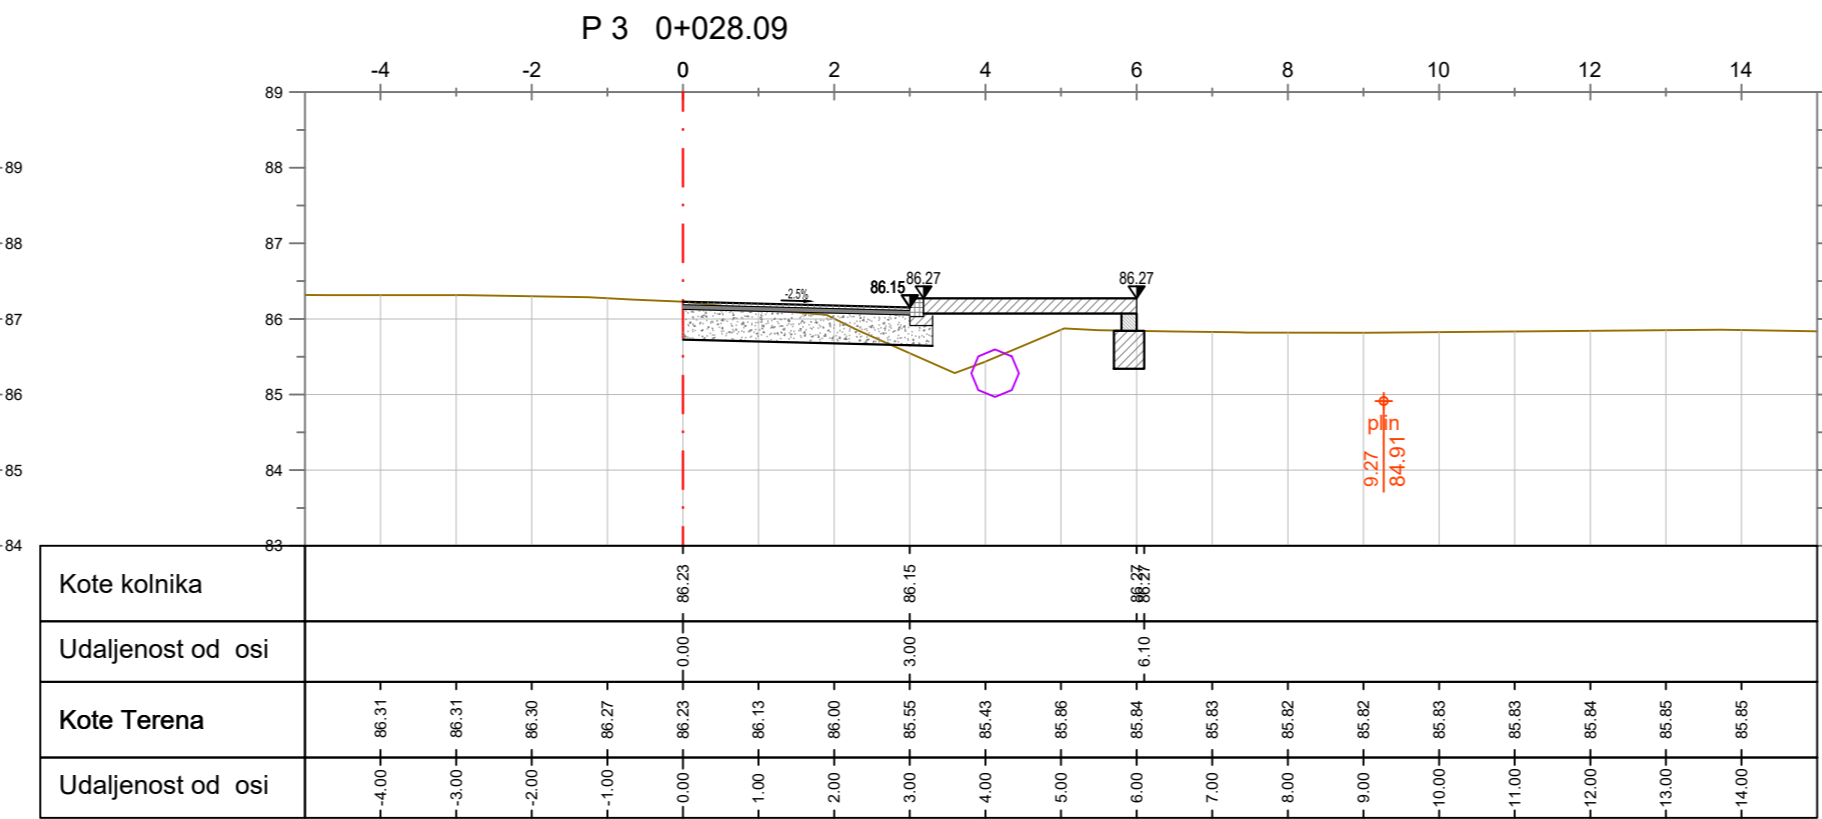 P 3 0+028.09
-4 -2 0 2 4 6 8 10 12 14
89
89 88
88 87
86.15 86.27 86.27
-2.5%
87 86
86 85
plin
9.27 84.91
85 84
84 83
Kote kolnika 86.23 86.15 86.27 86.27
Udaljenost od osi 0.00 3.00 6.10
Kote Terena 86.31 86.31 86.30 86.27 86.23 86.13 86.00 85.55 85.43 85.86 85.84 85.83 85.82 85.82 85.83 85.83 85.84 85.85 85.85
Udaljenost od osi -4.00 -3.00 -2.00 -1.00 0.00 1.00 2.00 3.00 4.00 5.00 6.00 7.00 8.00 9.00 10.00 11.00 12.00 13.00 14.00